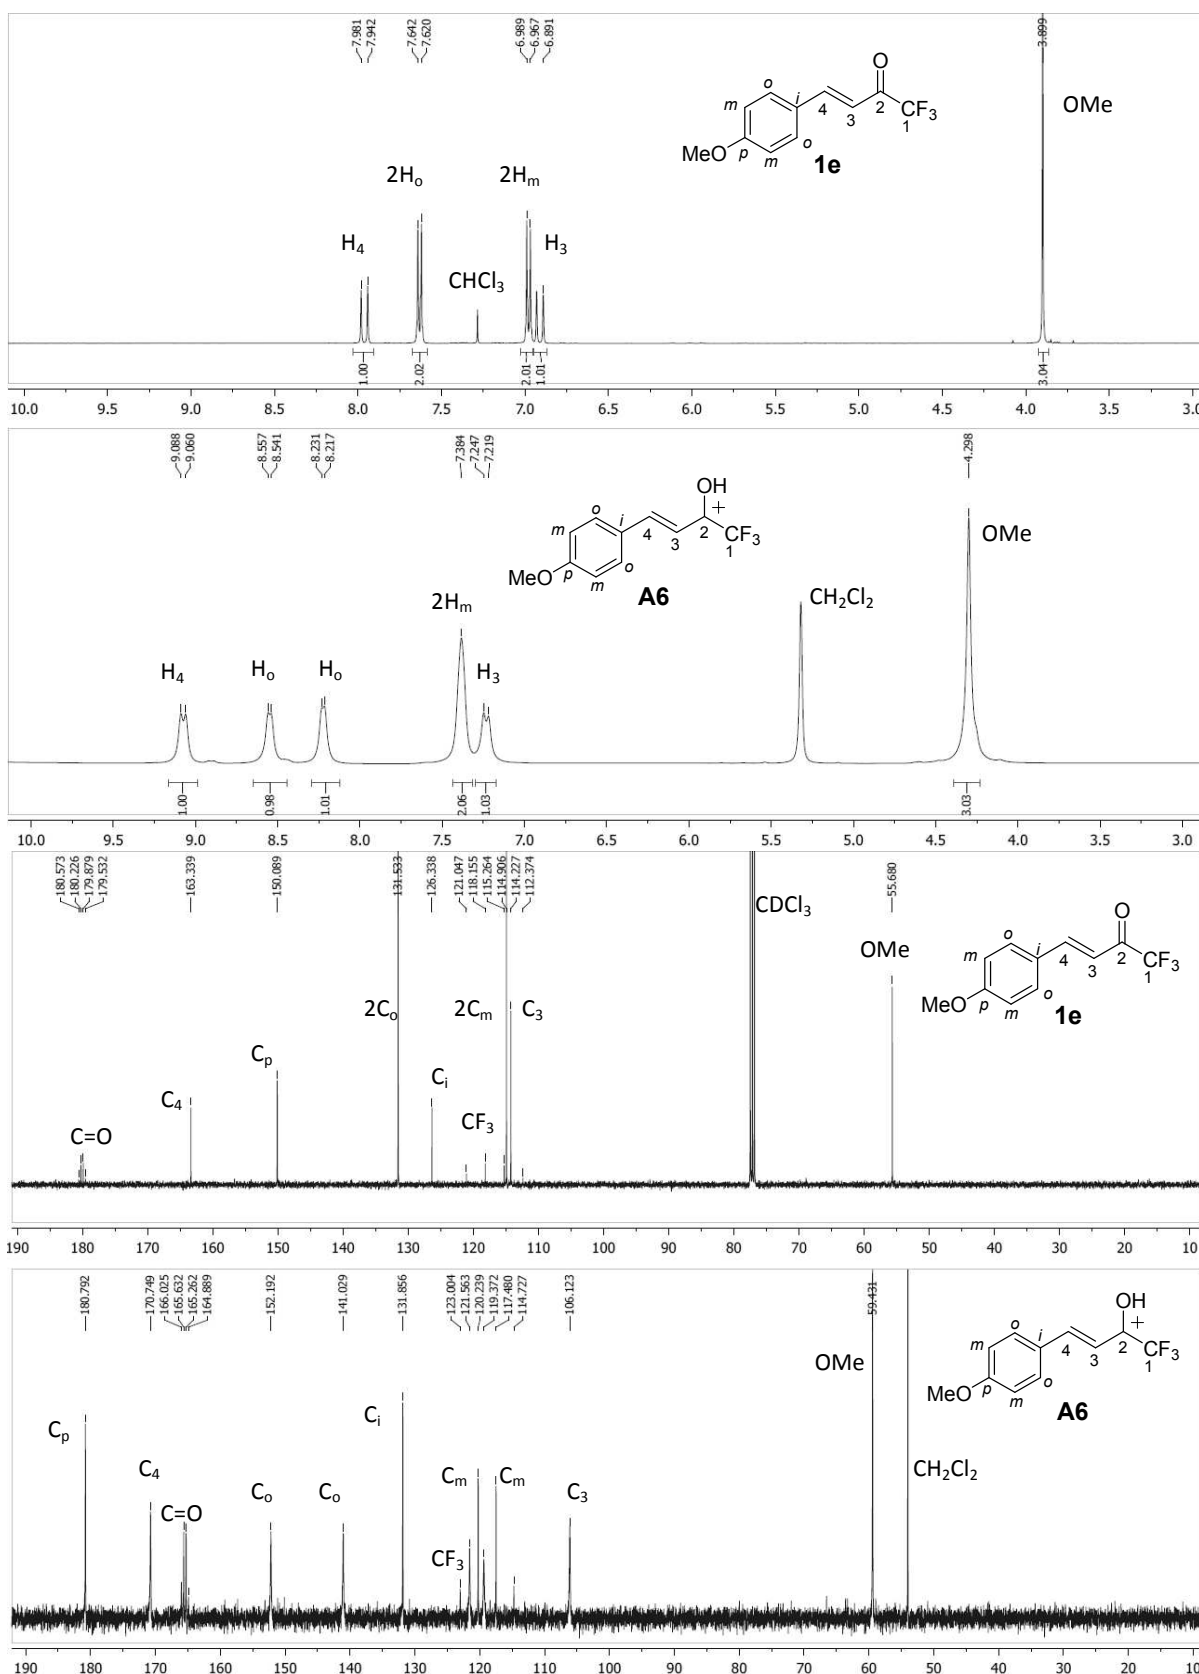 7.981
7.942
7.642
7.620
6.989
6.967
6.891
3.899
O
o
i
m
4
3
2
1
CF3
MeO
p
m
o
1e
OMe
2Ho
2Hm
H4
H3
CHCl3
1.00
2.02
2.01
1.01
3.04
10.0 9.5 9.0 8.5 8.0 7.5 7.0 6.5 6.0 5.5 5.0 4.5 4.0 3.5 3.0
9.088
9.060
8.557
8.541
8.231
8.217
7.384
7.247
7.219
4.298
OH
+
o
i
m
4
3
2
1
CF3
MeO
p
m
o
A6
OMe
2Hm
CH2Cl2
H4
Ho
Ho
H3
1.00
0.98
1.01
2.06
1.03
3.03
10.0 9.5 9.0 8.5 8.0 7.5 7.0 6.5 6.0 5.5 5.0 4.5 4.0 3.5 3.0
180.573
180.226
179.879
179.532
163.339
150.089
131.533
126.338
121.047
118.155
115.264
114.906
114.227
112.374
55.680
CDCl3
OMe
O
o
i
m
4
3
2
1
CF3
MeO
p
m
o
1e
2Co
2Cm
C3
Cp
C4
Ci
CF3
C=O
190 180 170 160 150 140 130 120 110 100 90 80 70 60 50 40 30 20 10
180.792
170.749
166.025
165.632
165.262
164.889
152.192
141.029
131.856
123.004
121.563
120.239
119.372
117.480
114.727
106.123
59.431
OH
+
o
i
m
4
3
2
1
CF3
MeO
p
m
o
A6
OMe
CH2Cl2
Cp
C4
C=O
Co
Co
Ci
Cm
Cm
C3
CF3
190 180 170 160 150 140 130 120 110 100 90 80 70 60 50 40 30 20 10